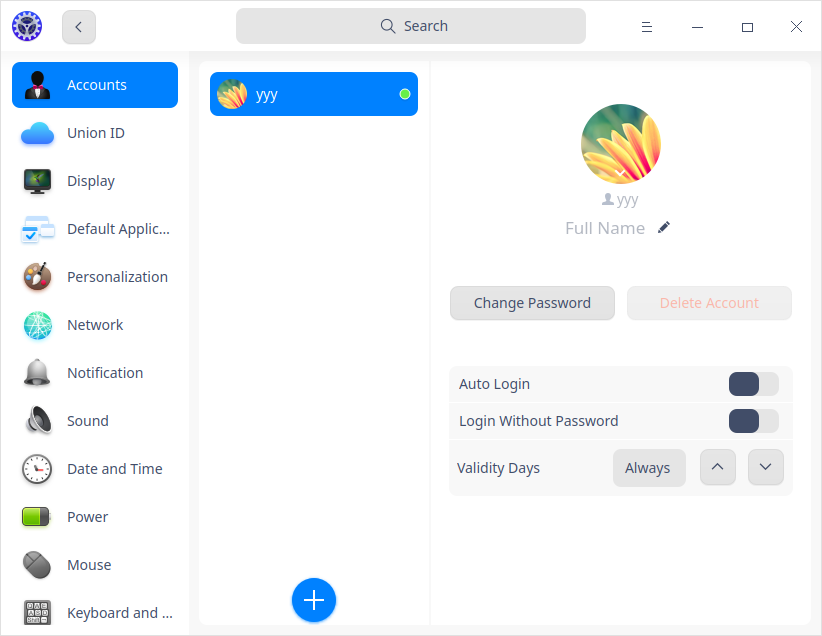 Search
Accounts
Union ID
Display
Default Applic...
Personalization
Network
Notification
Sound
Date and Time
Power
Mouse
Keyboard and ...
yyy
yyy
Full Name
Change Password
Delete Account
Auto Login
Login Without Password
Validity Days
Always